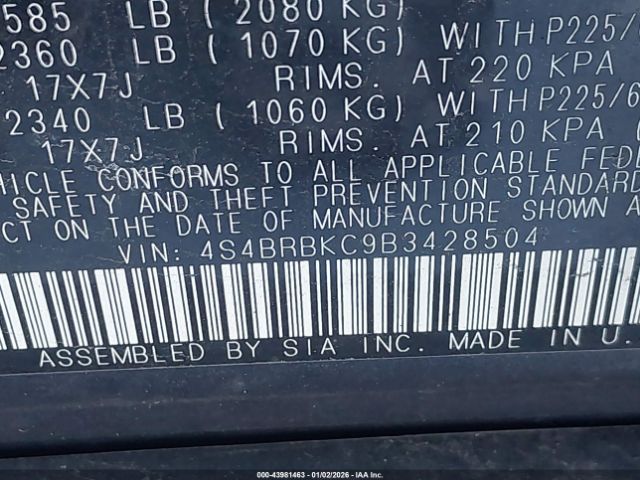 585 LB ( 2080 KG)
2360 LB ( 1070 KG) WITH P225/
17X7J RIMS. AT 220 KPA
2340 LB ( 1060 KG) WITH P225/6
17X7J RIMS. AT 210 KPA
HICLE CONFORMS TO ALL APPLICABLE FEDE
SAFETY AND THEFT PREVENTION STANDARD
CT ON THE DATE OF MANUFACTURE SHOWN A
VIN: 4S4BRBKC9B3428504
ASSEMBLED BY SIA INC. MADE IN U.
000-43981463 | 01/02/2026 - IAA Inc.